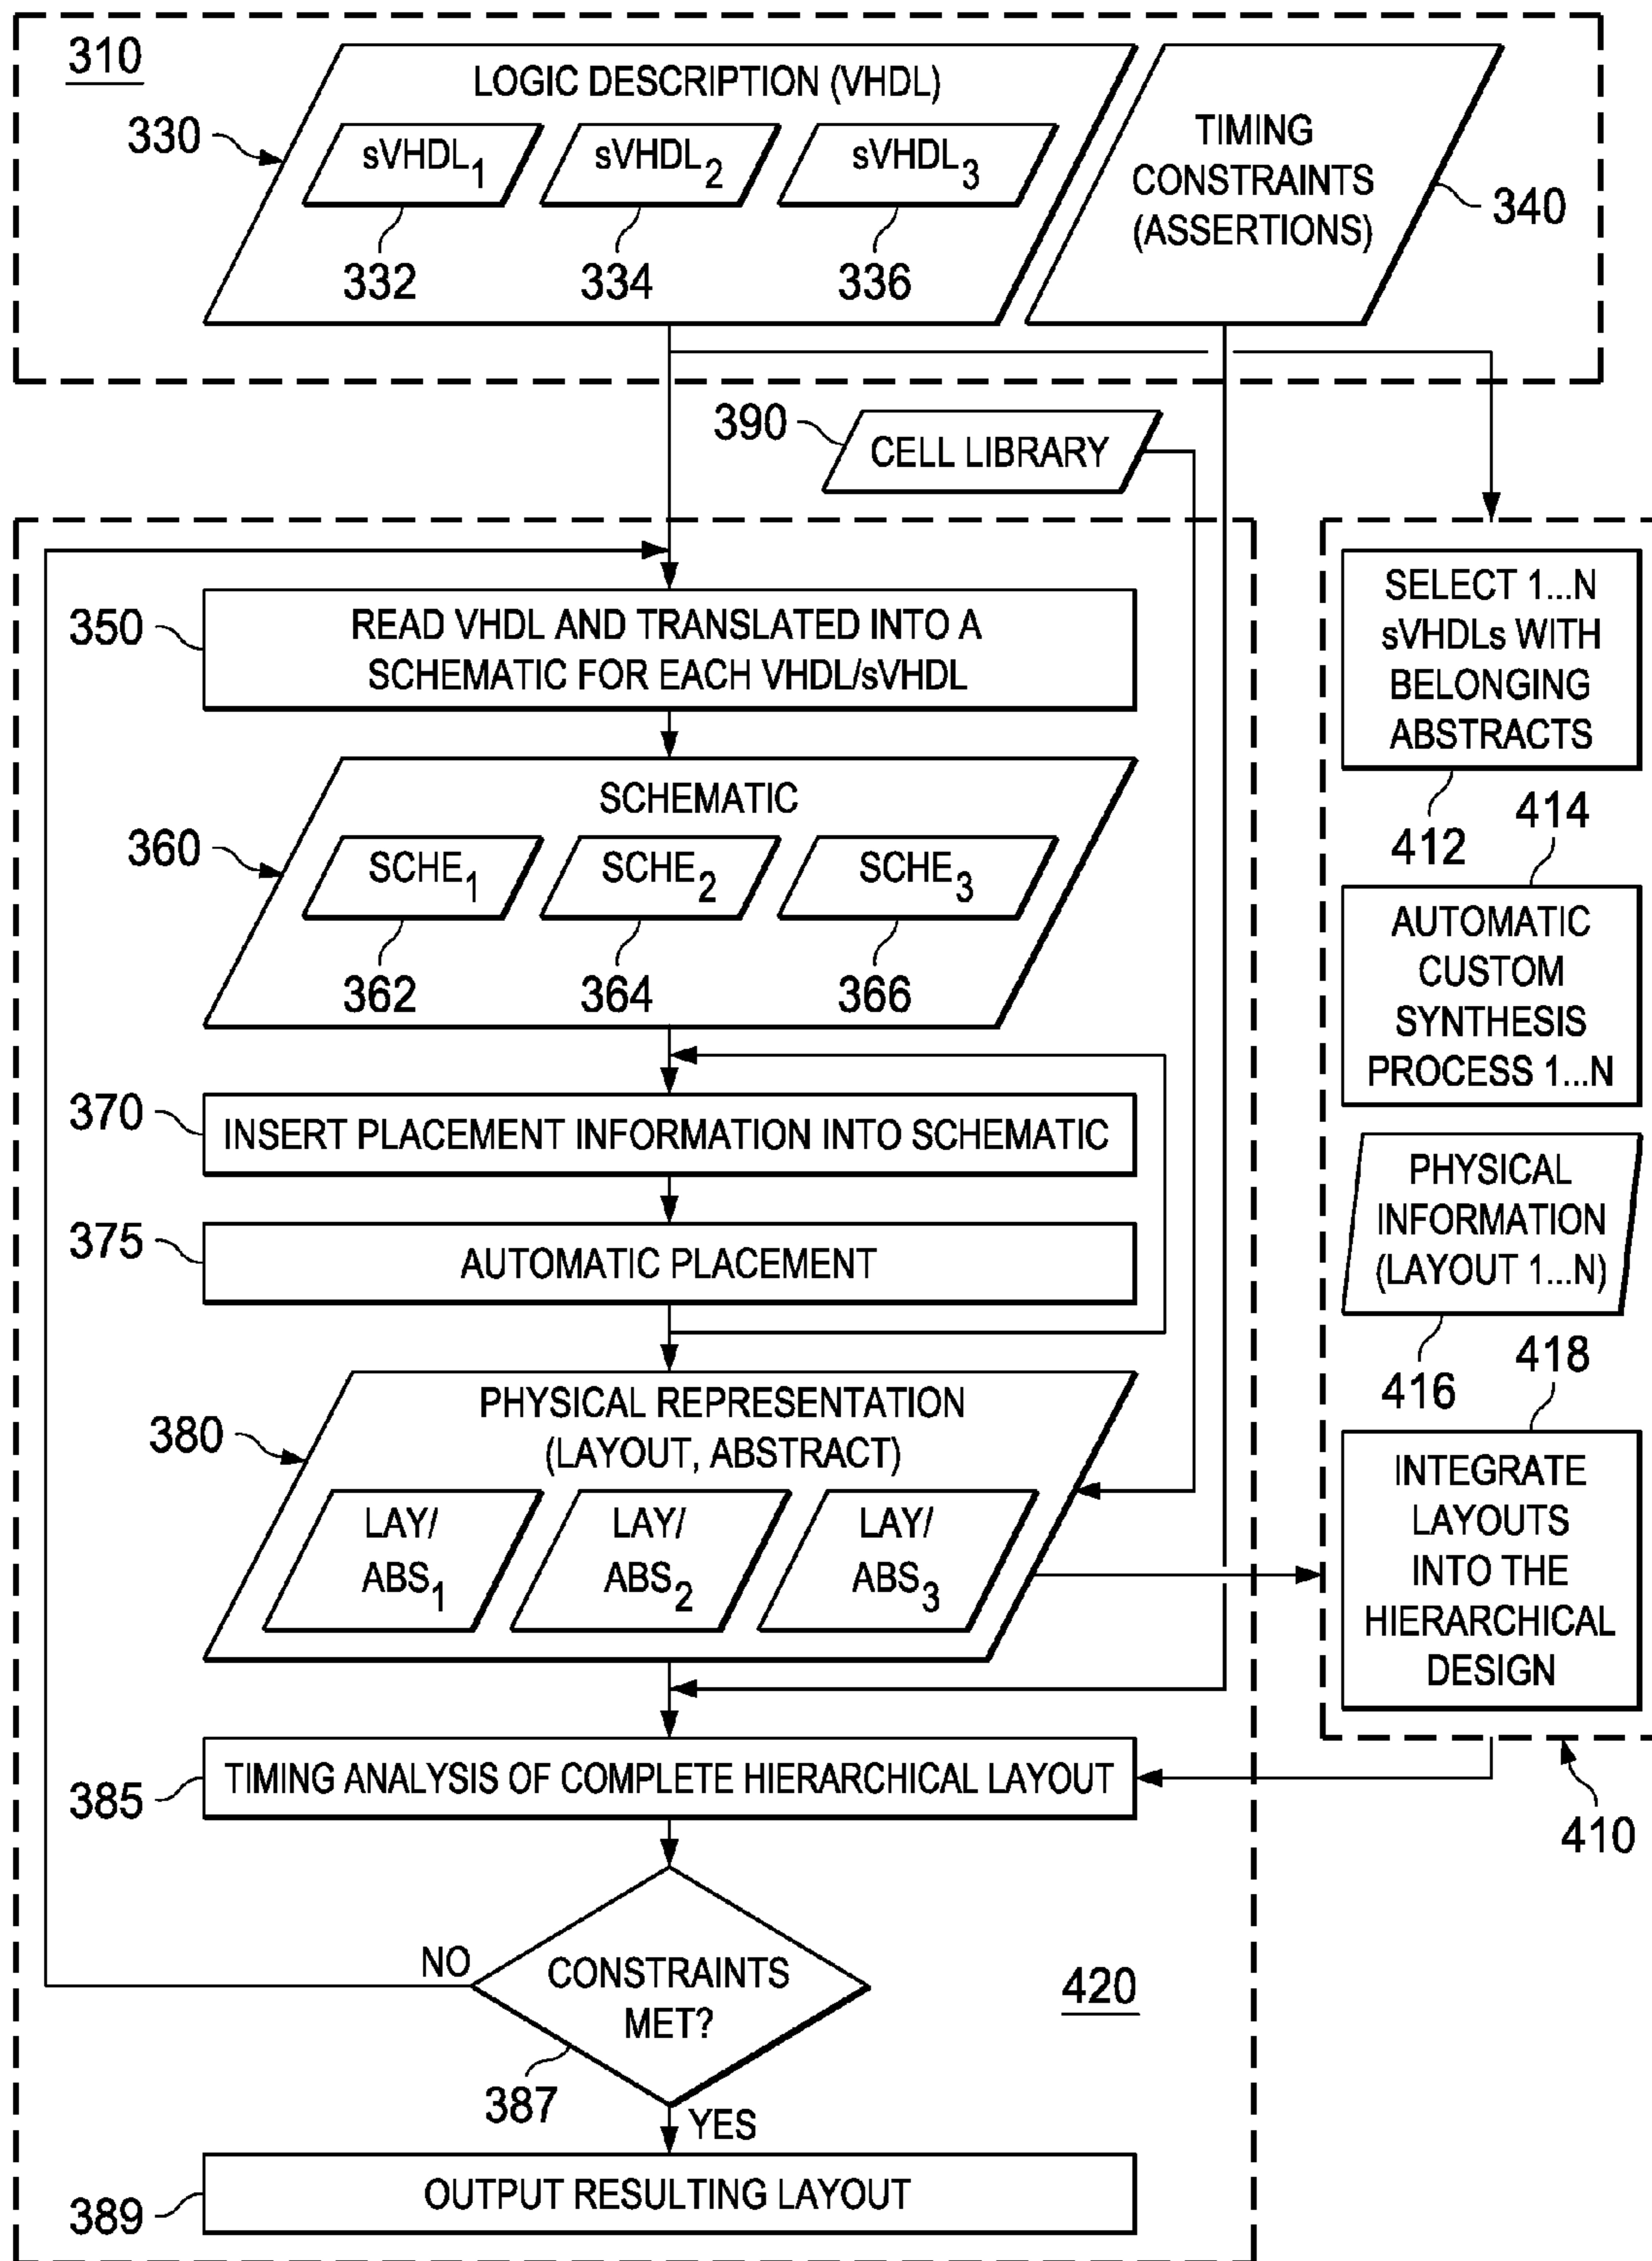 310
LOGIC DESCRIPTION (VHDL)
330
sVHDL1
sVHDL2
sVHDL3
332
334
336
TIMING
CONSTRAINTS
(ASSERTIONS)
340
390
CELL LIBRARY
350
READ VHDL AND TRANSLATED INTO A
SCHEMATIC FOR EACH VHDL/sVHDL
SCHEMATIC
360
SCHE1
SCHE2
SCHE3
362
364
366
370
INSERT PLACEMENT INFORMATION INTO SCHEMATIC
375
AUTOMATIC PLACEMENT
380
PHYSICAL REPRESENTATION
(LAYOUT, ABSTRACT)
LAY/
ABS1
LAY/
ABS2
LAY/
ABS3
385
TIMING ANALYSIS OF COMPLETE HIERARCHICAL LAYOUT
NO
CONSTRAINTS
MET?
387
420
YES
389
OUTPUT RESULTING LAYOUT
SELECT 1...N
sVHDLs WITH
BELONGING
ABSTRACTS
412
414
AUTOMATIC
CUSTOM
SYNTHESIS
PROCESS 1...N
PHYSICAL
INFORMATION
(LAYOUT 1...N)
416
418
INTEGRATE
LAYOUTS
INTO THE
HIERARCHICAL
DESIGN
410